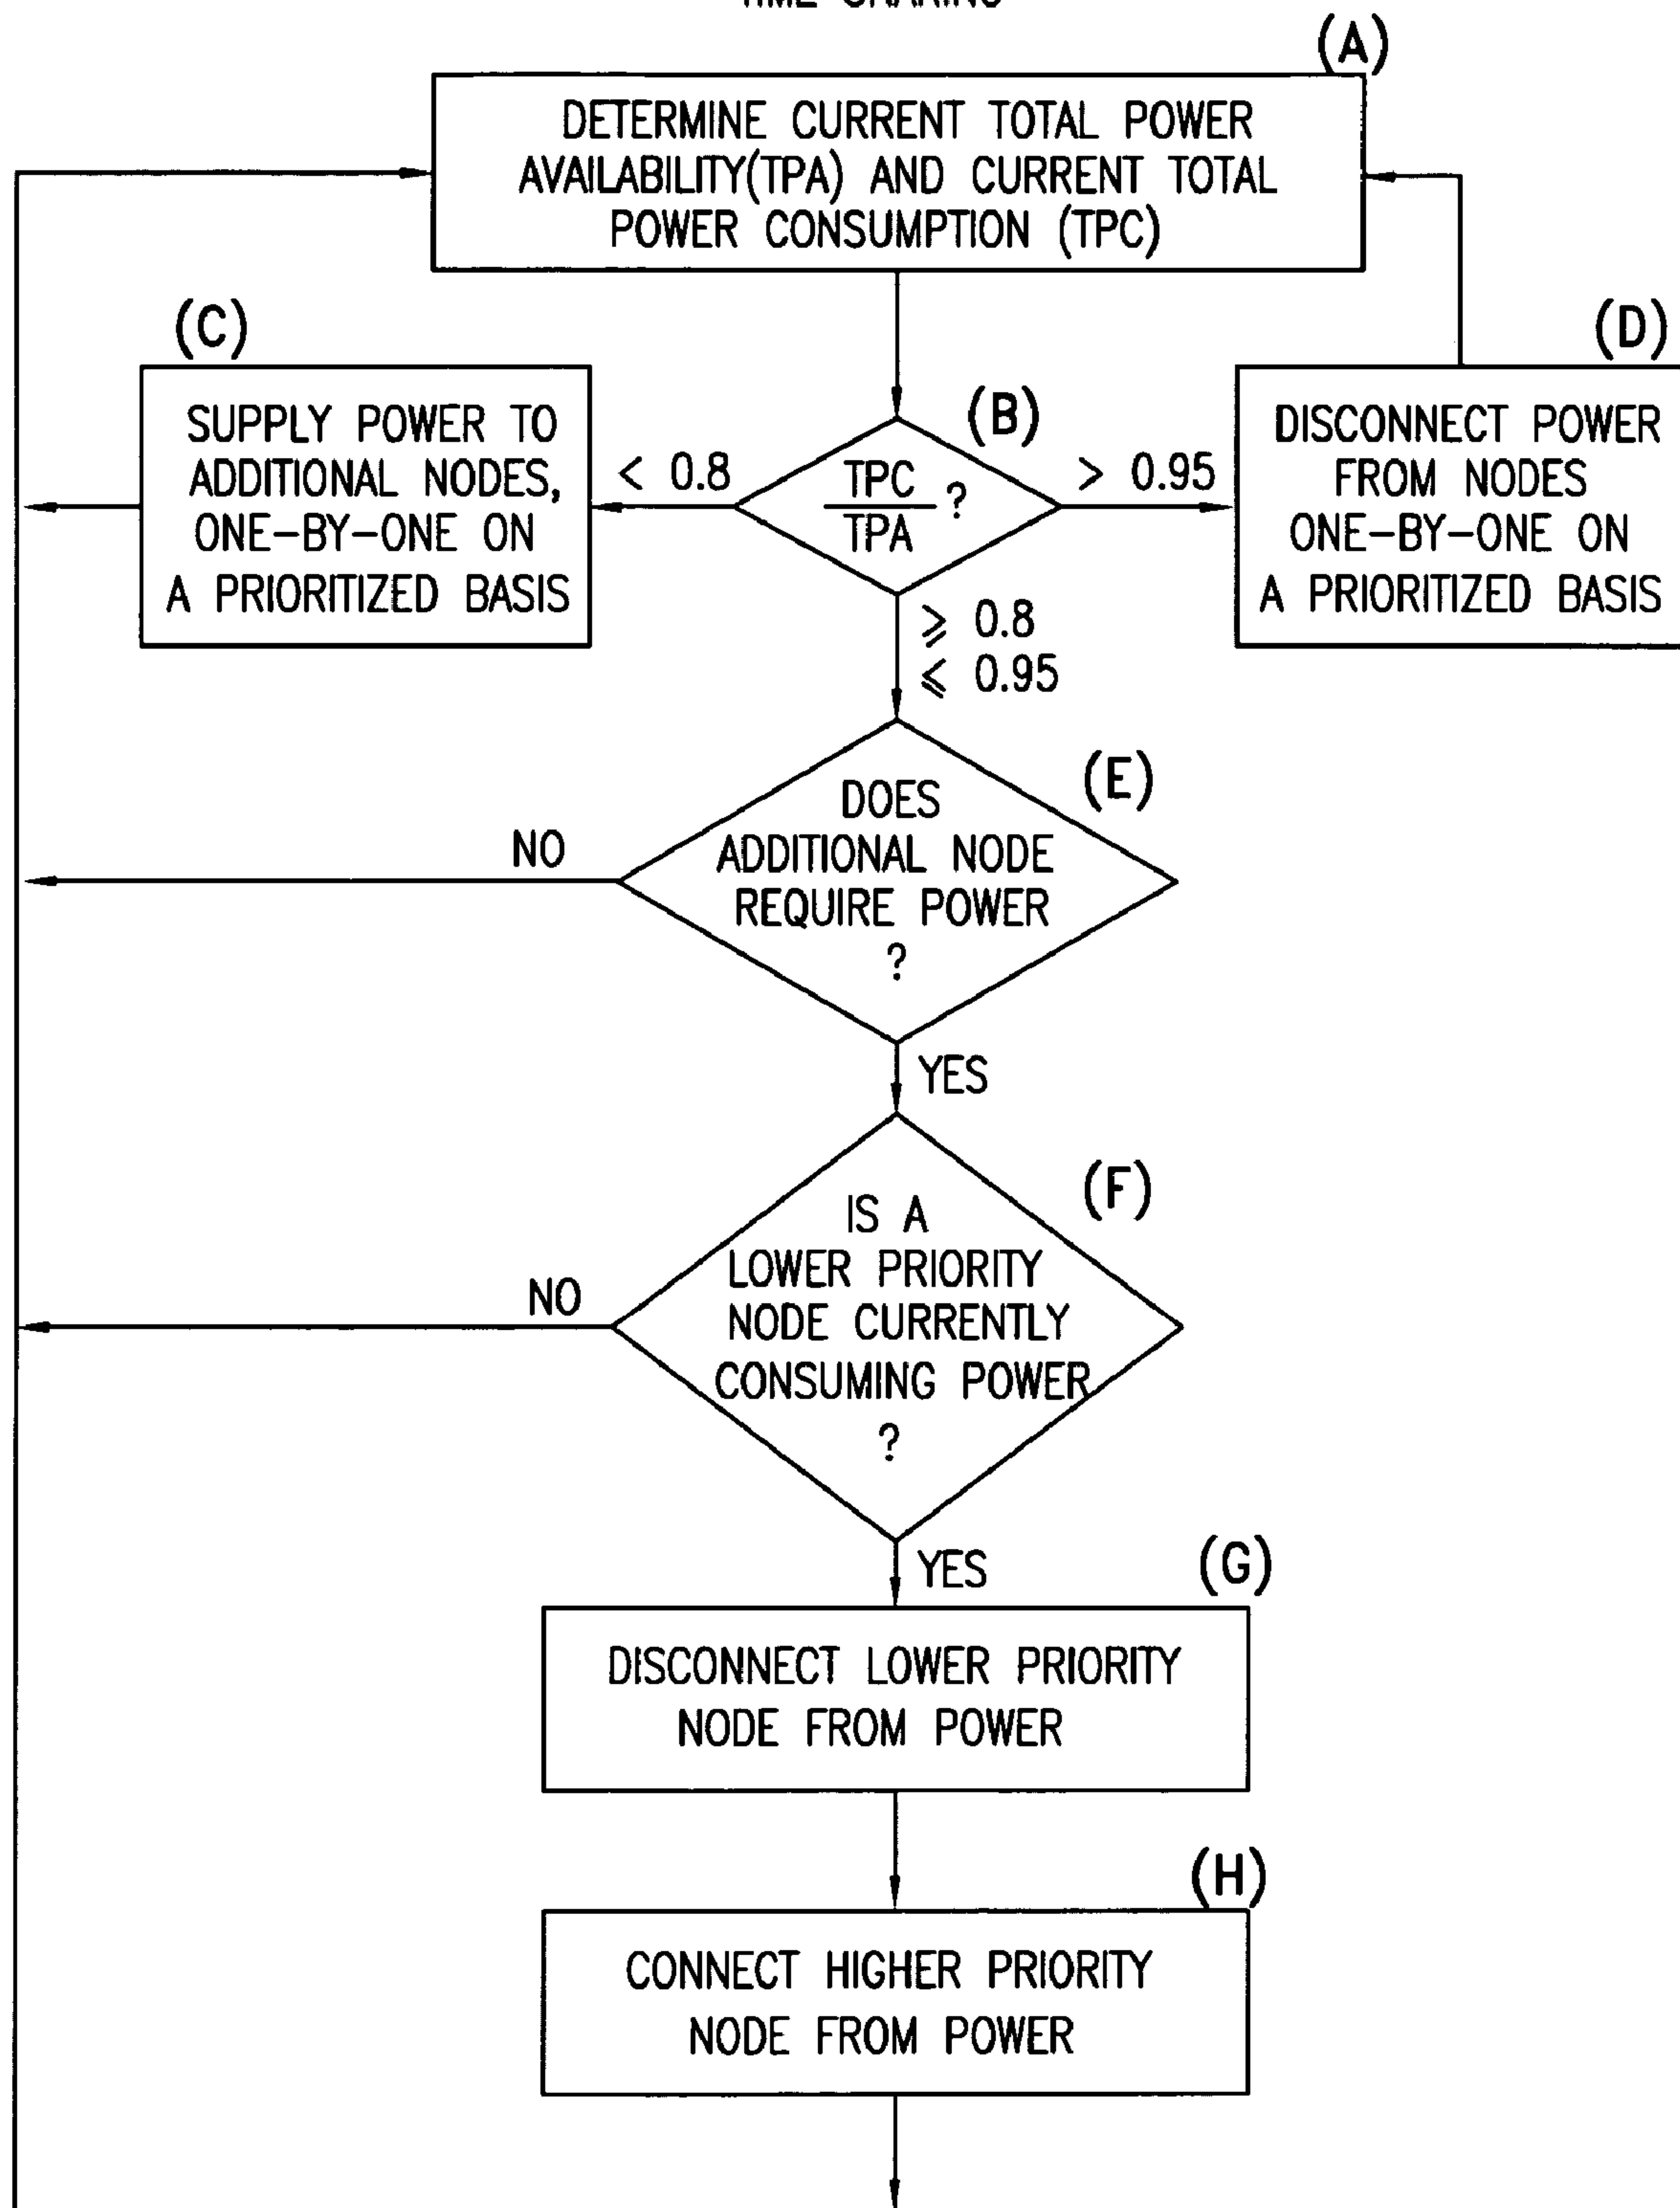 TIME SHARING
(A)
DETERMINE CURRENT TOTAL POWER
AVAILABILITY(TPA) AND CURRENT TOTAL
POWER CONSUMPTION (TPC)
(C)
SUPPLY POWER TO
ADDITIONAL NODES,
ONE-BY-ONE ON
A PRIORITIZED BASIS
< 0.8
(B)
TPC
TPA
?
> 0.95
(D)
DISCONNECT POWER
FROM NODES
ONE-BY-ONE ON
A PRIORITIZED BASIS
⩾ 0.8
⩽ 0.95
(E)
DOES
ADDITIONAL NODE
REQUIRE POWER
?
NO
YES
(F)
IS A
LOWER PRIORITY
NODE CURRENTLY
CONSUMING POWER
?
NO
YES
(G)
DISCONNECT LOWER PRIORITY
NODE FROM POWER
(H)
CONNECT HIGHER PRIORITY
NODE FROM POWER